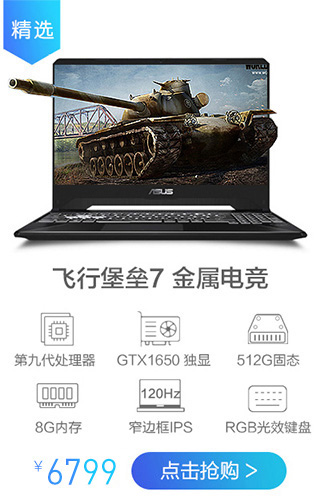 精选
ASUS
飞行堡垒7 金属电竞
第九代处理器
GTX1650 独显
512G固态
8G内存
120Hz
窄边框IPS
RGB光效键盘
¥6799
点击抢购 >